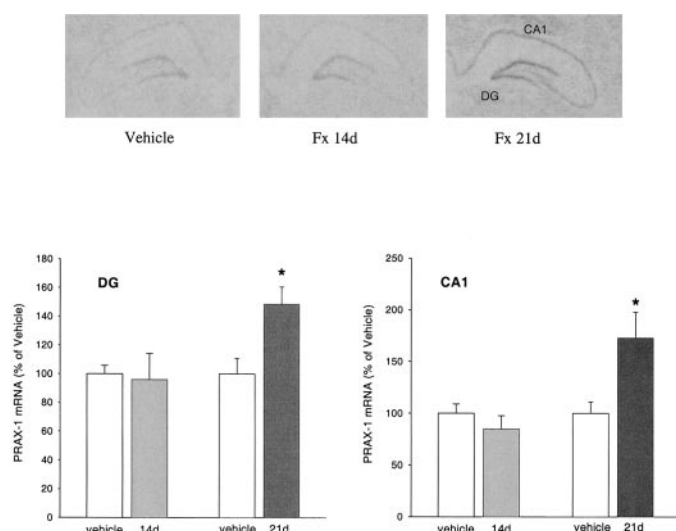 CA1
DG
Vehicle
Fx 14d
Fx 21d
PRAX-1 mRNA (% of Vehicle)
180
160
140
120
100
80
60
40
20
0
DG
*
vehicle 14d vehicle 21d
PRAX-1 mRNA (% of Vehicle)
250
200
150
100
50
0
CA1
*
vehicle 14d vehicle 21d